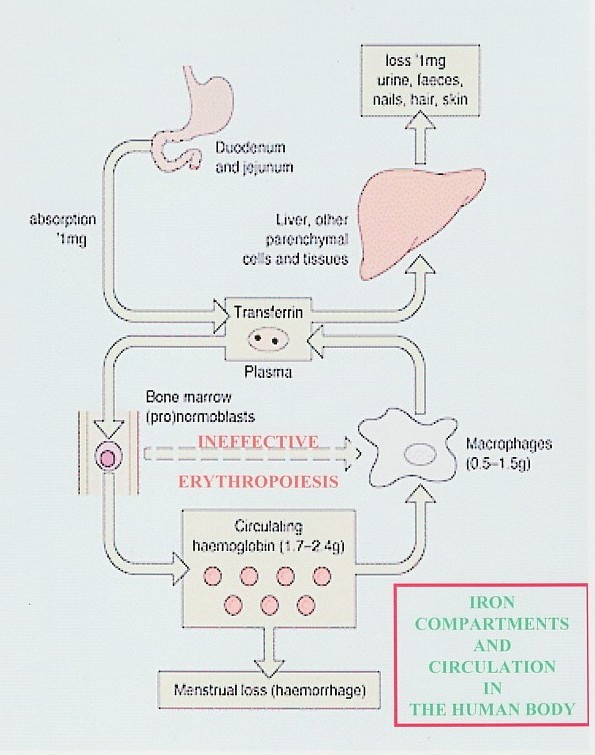 loss '1mg
urine, faeces,
nails, hair, skin
Duodenum
and jejunum
absorption
'1mg
Liver, other
parenchymal
cells and tissues
Transferrin
Plasma
Bone marrow
(pro)normoblasts
INEFFECTIVE
ERYTHROPOIESIS
Macrophages
(0.5–1.5g)
Circulating
haemoglobin (1.7–2 4g)
Menstrual loss (haemorrhage)
IRON
COMPARTMENTS
AND
CIRCULATION
IN
THE HUMAN BODY